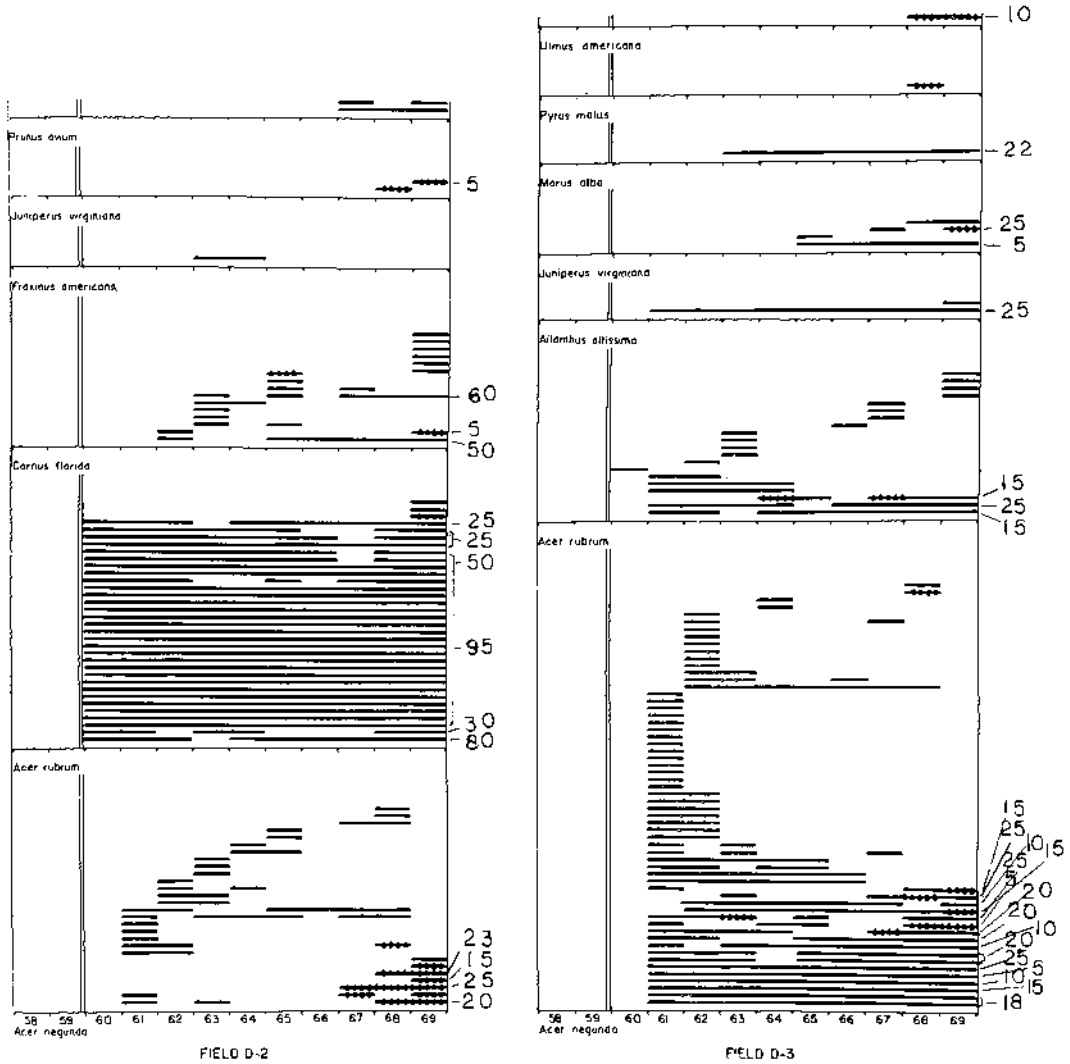 Prunus avium
5
Juniperus virginiana
Fraxinus americana
60
5
50
Cornus florida
25
25
50
95
30
80
Acer rubrum
23
15
25
20
58 59 60 61 62 63 64 65 66 67 68 69
Acer negundo
FIELD D-2
10
Ulmus americana
Pyrus malus
22
Morus alba
25
5
Juniperus virginiana
25
Ailanthus altissima
15
25
15
Acer rubrum
15
25
10
15
25
20
20
10
20
25
15
10
15
18
58 59 60 61 62 63 64 65 66 67 68 69
Acer negundo
FIELD D-3